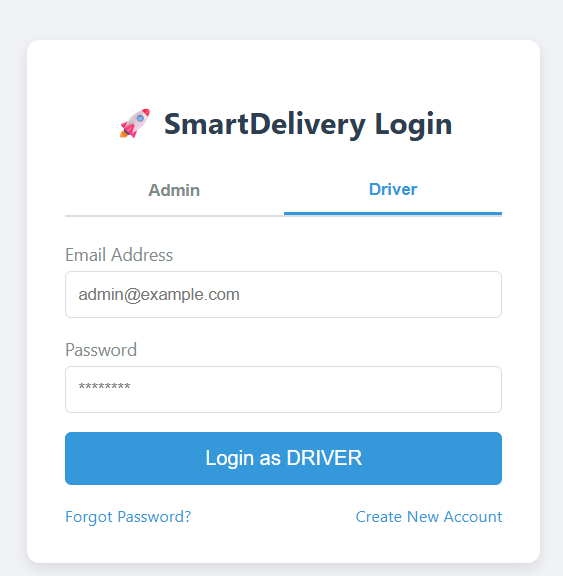 🚀 SmartDelivery Login
Admin Driver
Email Address
admin@example.com
Password
********
Login as DRIVER
Forgot Password? Create New Account